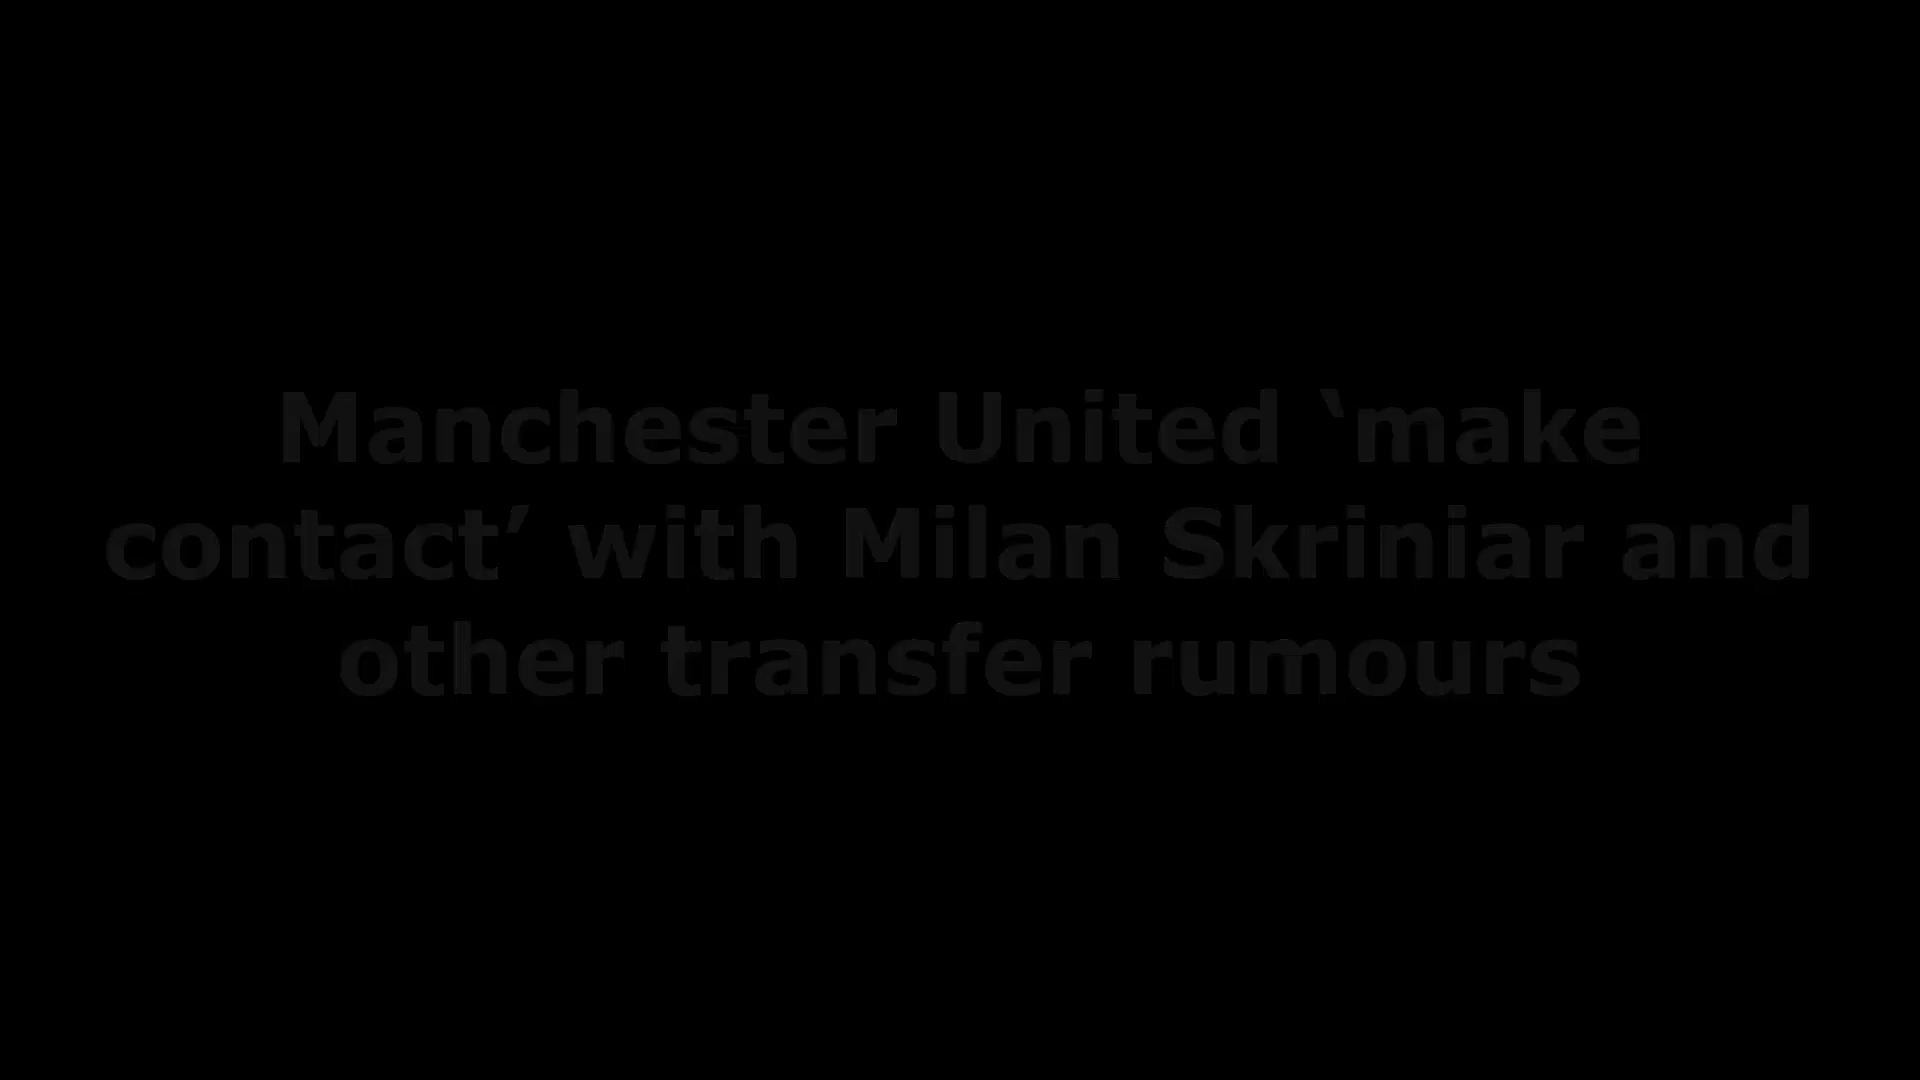 Manchester United ‘make
contact’ with Milan Skriniar and
other transfer rumours